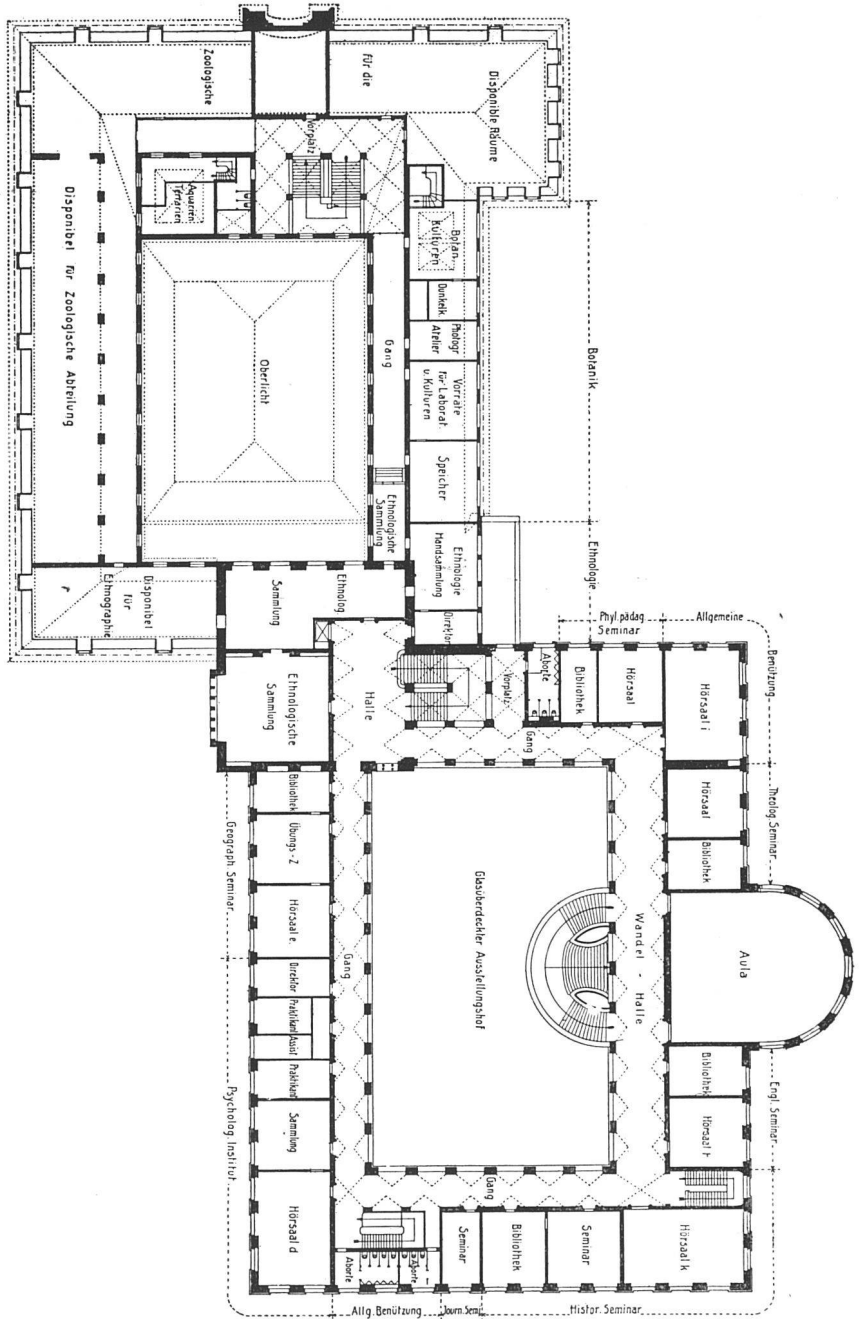 Zoologische
für die
Disponible Räume
Vorplatz
Aquarien
Terrarien
Botan.
Kulturen
Dunkelk.
Photogr
Atelier
Vorräte
für Laborat.
u. Kulturen
Speicher
Botanik
Gang
Oberlicht
Disponibel für Zoologische Abteilung
Ethnologische
Sammlung
Ethnologie
Handsammlung
Ethnologie
Direktor
Disponibel
für
Ethnographie
Ethnolog.
Sammlung
Ethnologische
Sammlung
Halle
Vorplatz
Aborte
Bibliothek
Hörsaal
Phyl. pädag
Seminar
Allgemeine
Benützung
Hörsaal i
Gang
Hörsaal
Bibliothek
Theolog. Seminar
Aula
Wandel - Halle
Glasüberdeckter Ausstellungshof
Bibliothek
Übungs-Z
Hörsaal e.
Geograph. Seminar.
Gang
Direktor
Praktikant
Assist
Praktikant
Sammlung
Hörsaal d
Psycholog. Institut.
Bibliothek
Hörsaal
Engl. Seminar
Gang
Aborte
Aborte
Seminar
Bibliothek
Seminar
Hörsaal k
Allg. Benützung
Journ. Semi.
Histor. Seminar